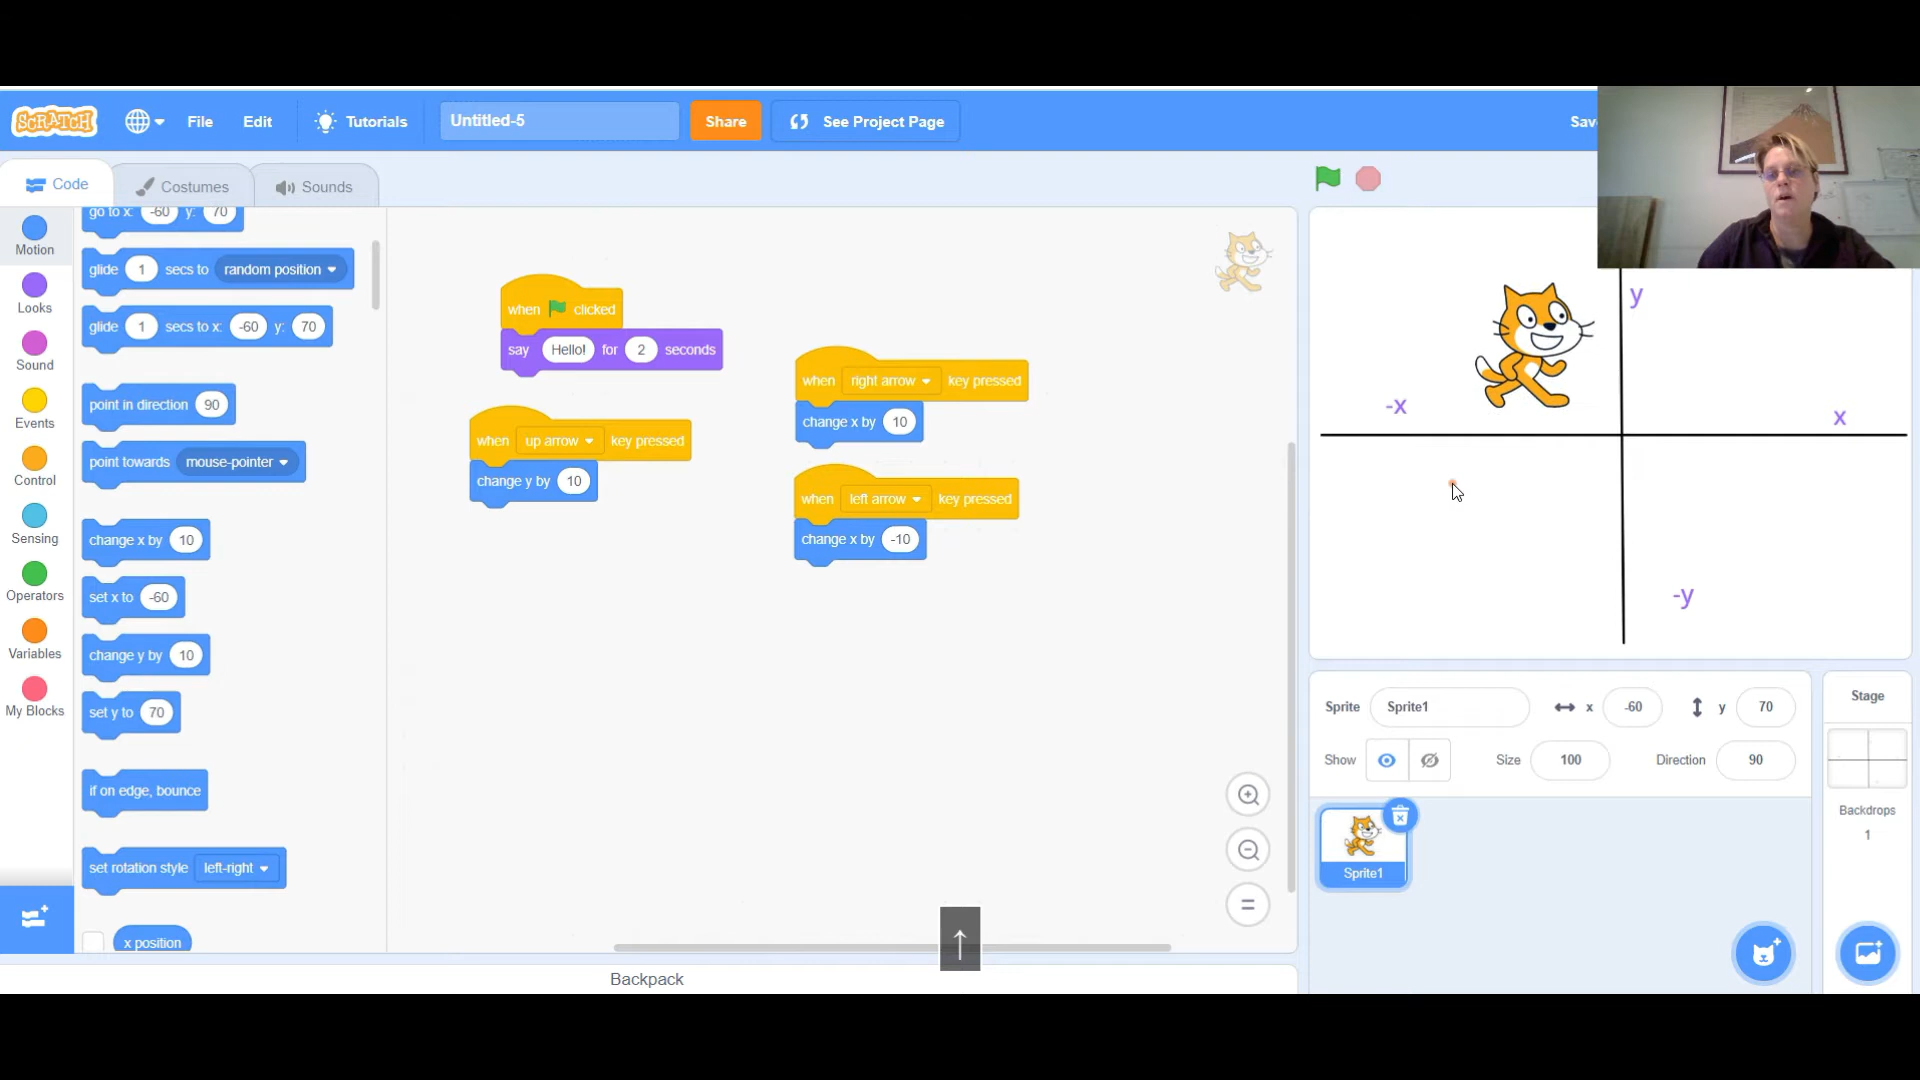 SCRATCH File Edit Tutorials Untitled-5 Share See Project Page Sav
Code Costumes Sounds
Motion
Looks
Sound
Events
Control
Sensing
Operators
Variables
My Blocks
go to x: -60 y: 70
glide 1 secs to random position
glide 1 secs to x: -60 y: 70
point in direction 90
point towards mouse-pointer
change x by 10
set x to -60
change y by 10
set y to 70
if on edge, bounce
set rotation style left-right
x position
when clicked
say Hello! for 2 seconds
when up arrow key pressed
change y by 10
when right arrow key pressed
change x by 10
when left arrow key pressed
change x by -10
Backpack
y
-x
x
-y
Sprite Sprite1 x -60 y 70
Show Size 100 Direction 90
Sprite1
Stage
Backdrops
1